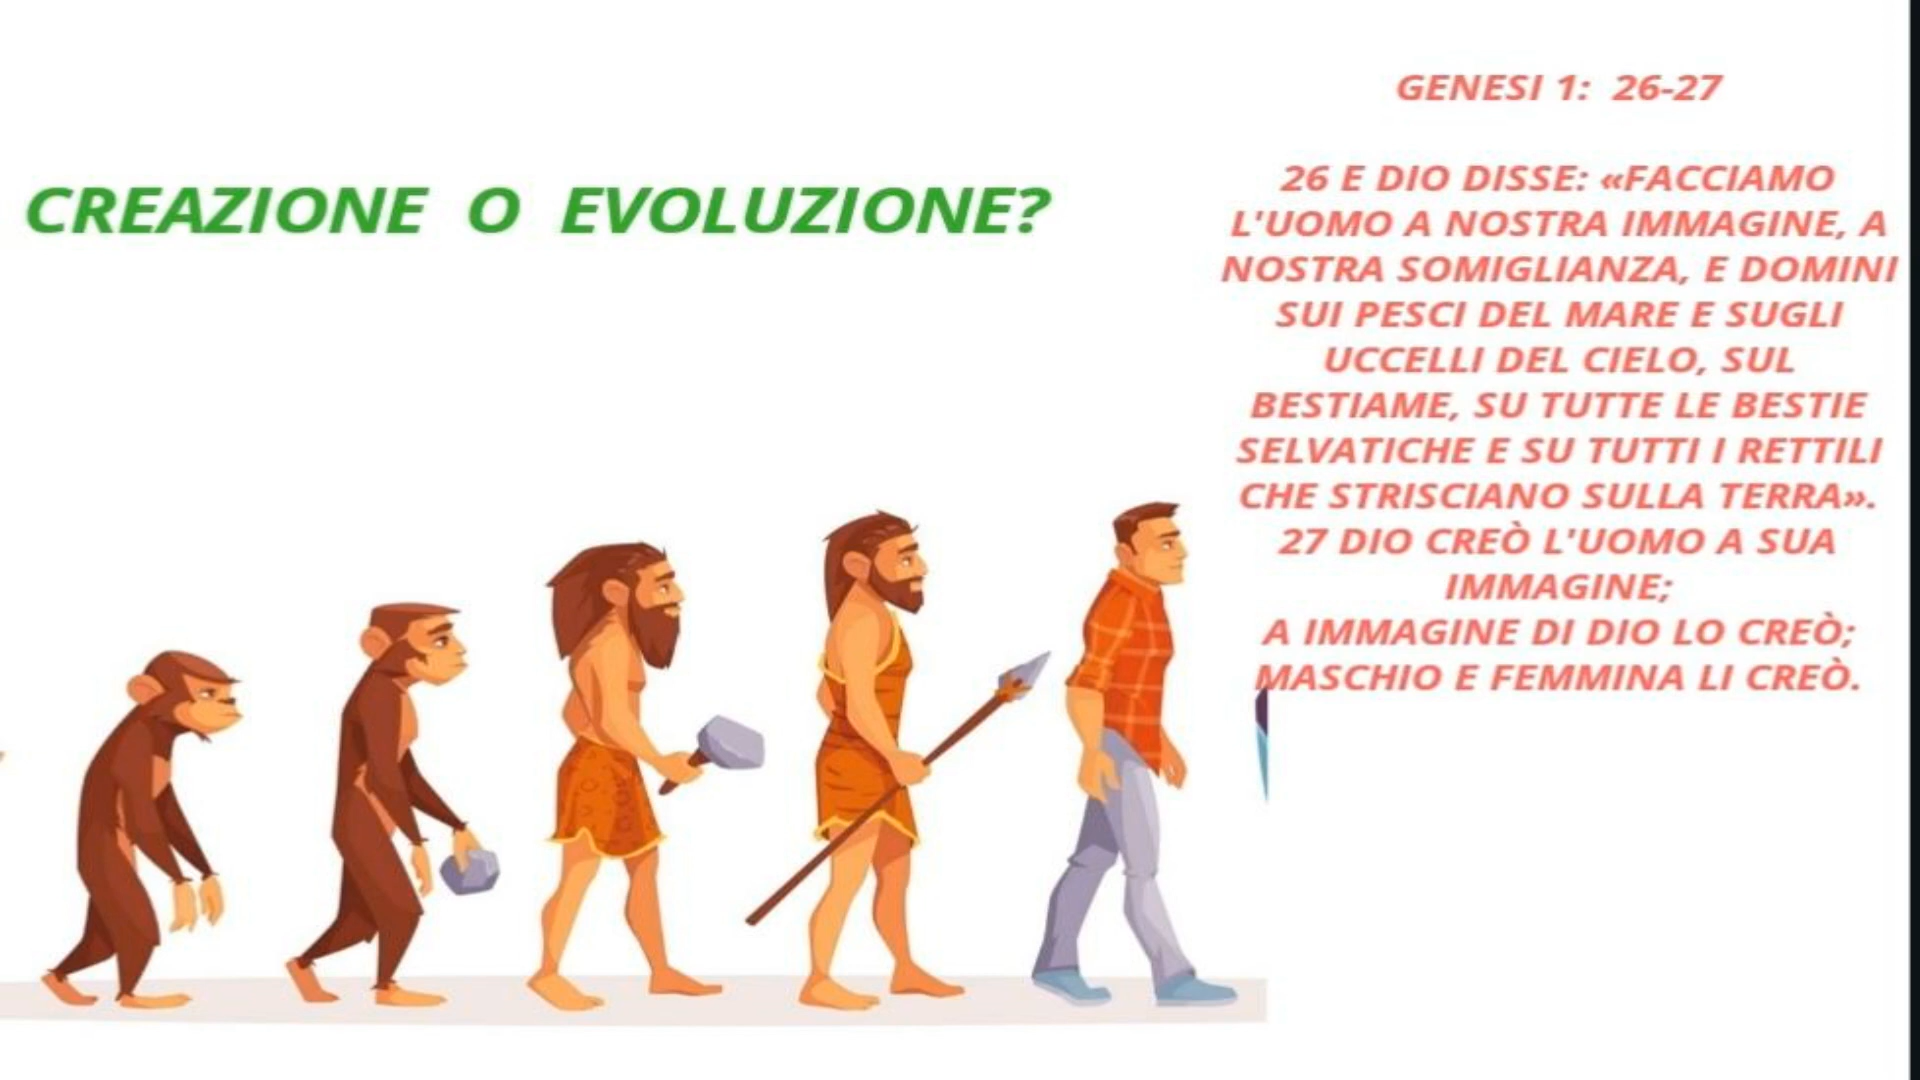 CREAZIONE O EVOLUZIONE?
GENESI 1: 26-27
26 E DIO DISSE: «FACCIAMO
L'UOMO A NOSTRA IMMAGINE, A
NOSTRA SOMIGLIANZA, E DOMINI
SUI PESCI DEL MARE E SUGLI
UCCELLI DEL CIELO, SUL
BESTIAME, SU TUTTE LE BESTIE
SELVATICHE E SU TUTTI I RETTILI
CHE STRISCIANO SULLA TERRA».
27 DIO CREÒ L'UOMO A SUA
IMMAGINE;
A IMMAGINE DI DIO LO CREÒ;
MASCHIO E FEMMINA LI CREÒ.